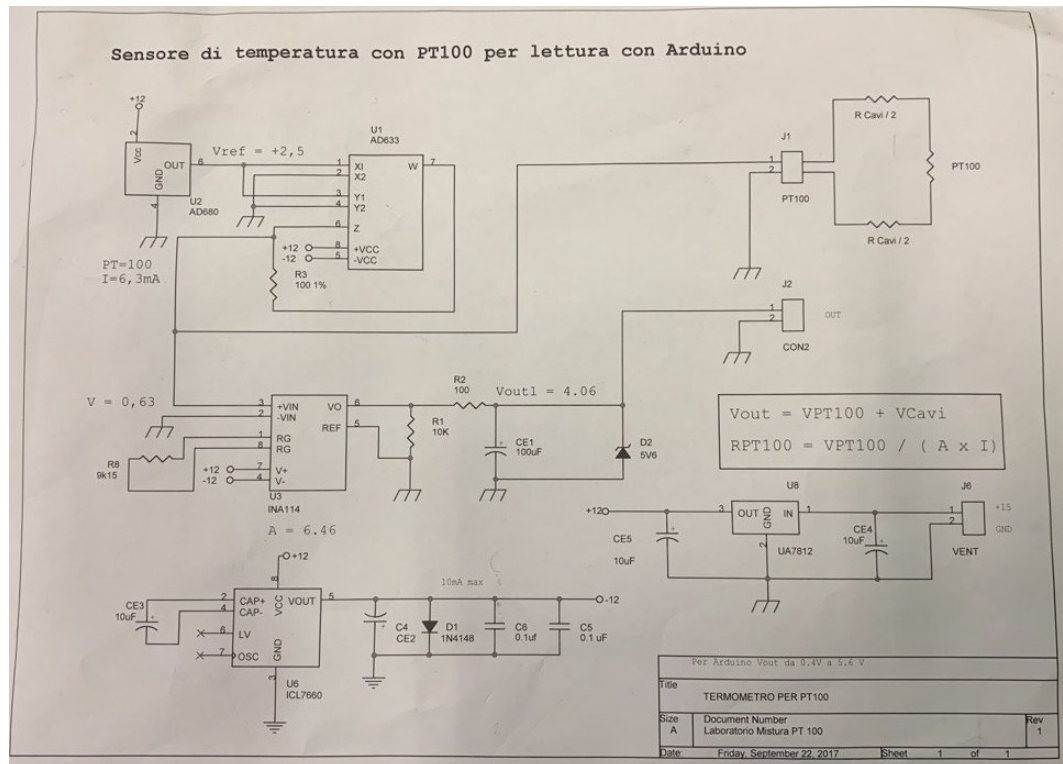 Sensore di temperatura con PT100 per lettura con Arduino
+12
2
Vcc
OUT
6
GND
4
U2
AD680
Vref = +2,5
U1
AD633
1
2
3
4
6
8
5
7
XI
X2
Y1
Y2
Z
+VCC
-VCC
W
+12
-12
R3
100 1%
PT=100
I=6,3mA
J1
1
2
PT100
R Cavi / 2
PT100
R Cavi / 2
J2
1
2
OUT
CON2
V = 0,63
3
2
1
8
7
4
+VIN
-VIN
RG
RG
V+
V-
VO
REF
6
5
R8
9k15
+12
-12
U3
INA114
A = 6.46
R1
10K
R2
100
Vout1 = 4.06
CE1
100uF
D2
5V6
Vout = VPT100 + VCavi
RPT100 = VPT100 / ( A x I)
+12
CE5
10uF
3
OUT
GND
IN
1
2
U8
UA7812
CE4
10uF
J6
1
2
+15
GND
VENT
+12
8
CE3
10uF
2
4
6
7
CAP+
CAP-
LV
OSC
VCC
VOUT
GND
5
3
U6
ICL7660
10mA max
C4
CE2
D1
1N4148
C6
0.1uf
C5
0.1 uF
-12
Per Arduino Vout da 0.4V a 5.6 V
Title
TERMOMETRO PER PT100
Size
A
Document Number
Laboratorio Mistura PT 100
Rev
1
Date:
Friday, September 22, 2017
Sheet
1
of
1